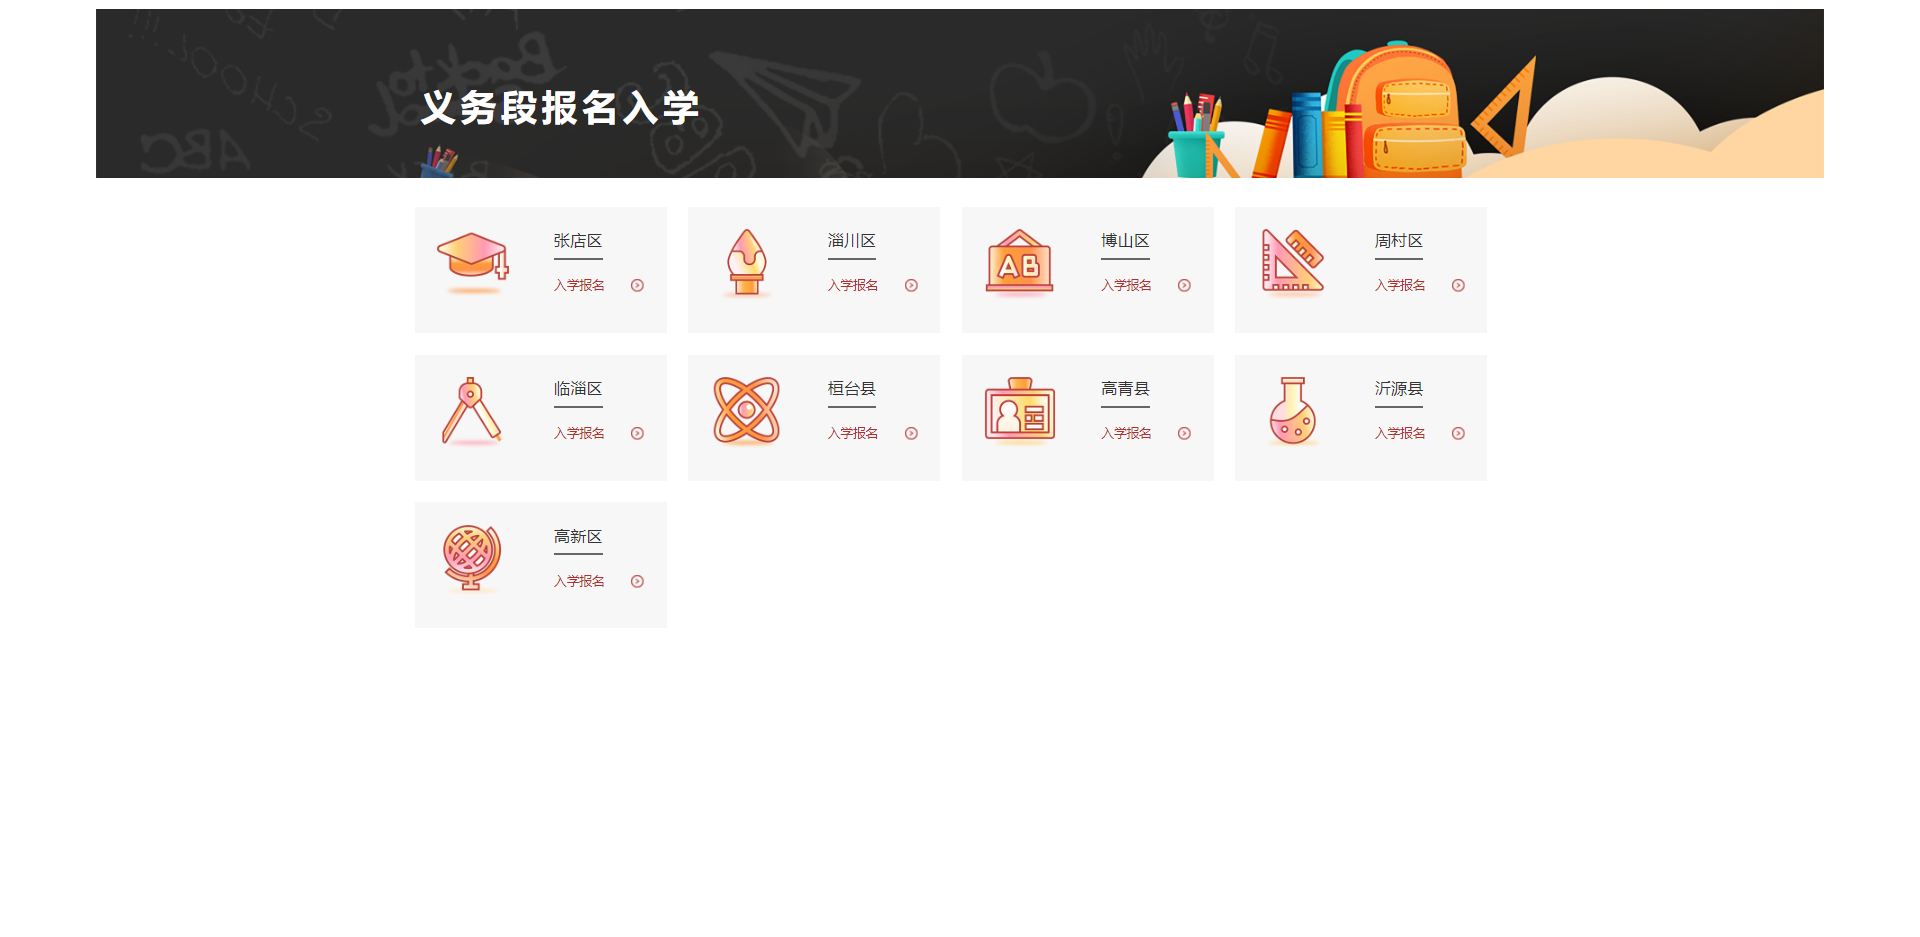 义务段报名入学
张店区
入学报名
淄川区
入学报名
博山区
入学报名
周村区
入学报名
临淄区
入学报名
桓台县
入学报名
高青县
入学报名
沂源县
入学报名
高新区
入学报名
AB